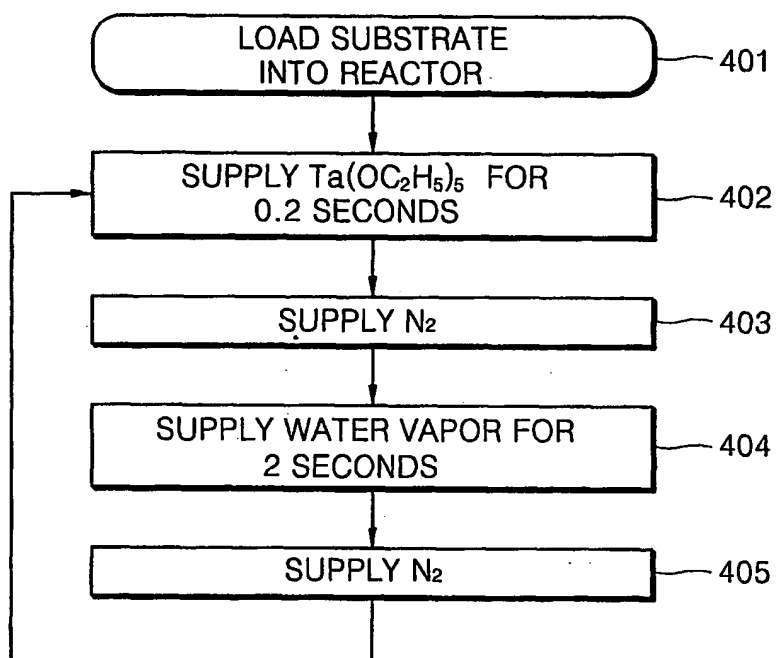 LOAD SUBSTRATE
INTO REACTOR
401
SUPPLY Ta(OC₂H₅)₅ FOR
0.2 SECONDS
402
SUPPLY N₂
403
SUPPLY WATER VAPOR FOR
2 SECONDS
404
SUPPLY N₂
405